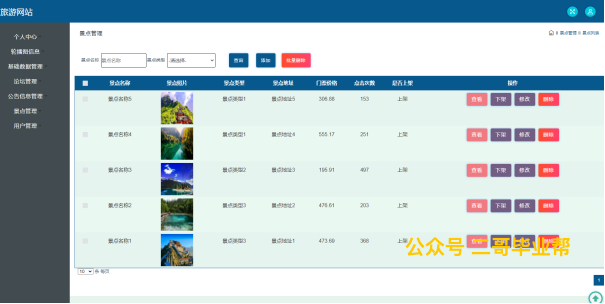 旅游网站
个人中心
轮播图信息
基础数据管理
论坛管理
公告信息管理
景点管理
用户管理
景点管理
景点管理 景点列表
景点名称 景点名称 景点类型 -请选择- 查询 添加 批量删除
景点名称 景点照片 景点类型 景点地址 门票价格 点击次数 是否上架 操作
景点名称5 景点类型1 景点地址5 306.88 153 上架 查看 下架 修改 删除
景点名称4 景点类型1 景点地址4 555.17 251 上架 查看 下架 修改 删除
景点名称3 景点类型2 景点地址3 195.91 497 上架 查看 下架 修改 删除
景点名称2 景点类型3 景点地址2 476.61 203 上架 查看 下架 修改 删除
景点名称1 景点类型3 景点地址1 473.69 368 上架 下架 修改 删除
公众号 二哥毕业帮
10 条 每页
1